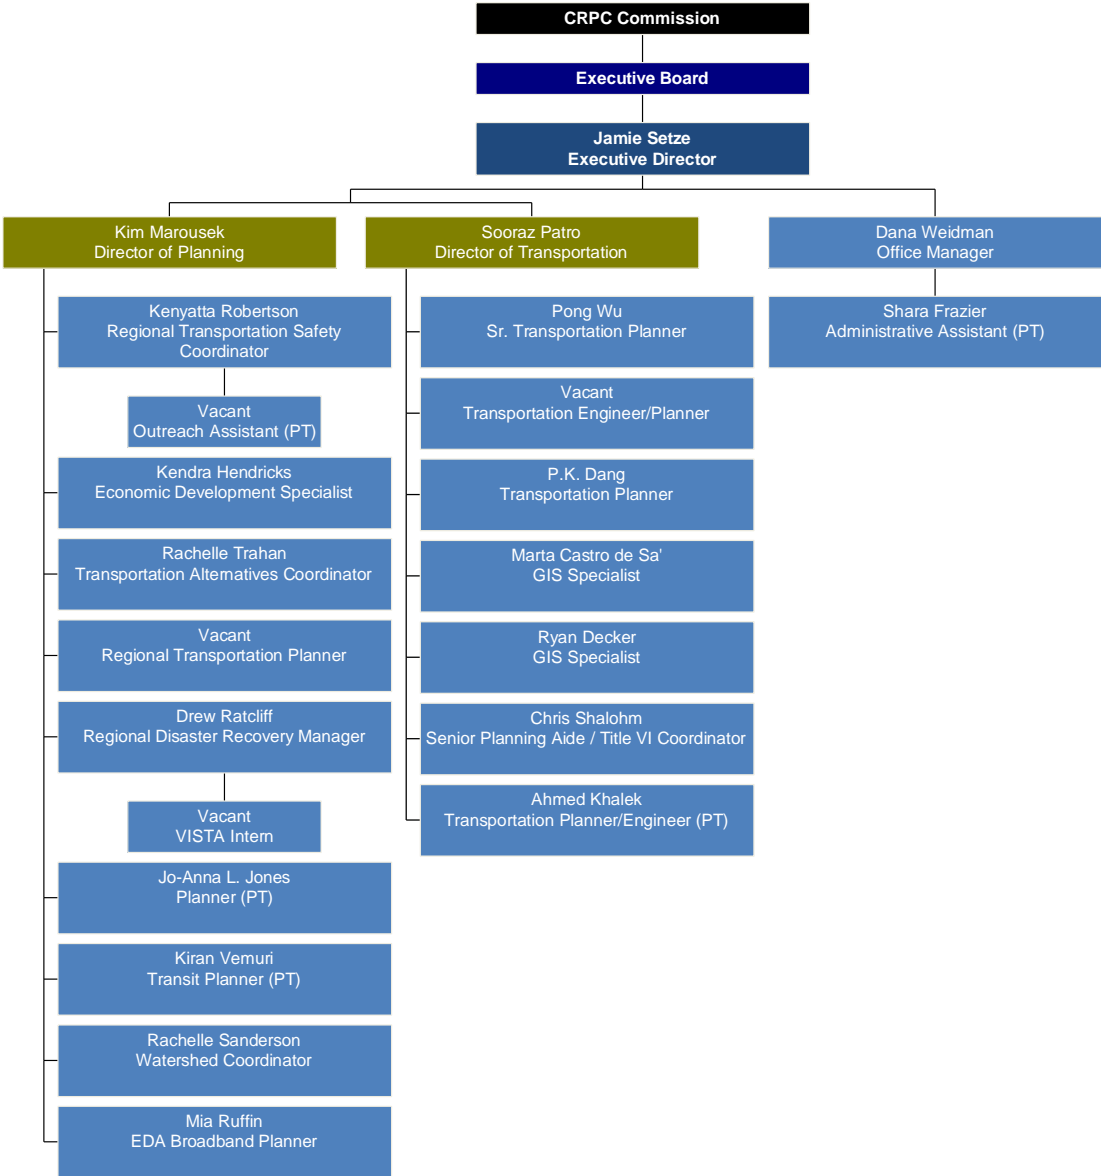 CRPC Commission
Executive Board
Jamie Setze
Executive Director
Kim Marousek
Director of Planning
Sooraz Patro
Director of Transportation
Dana Weidman
Office Manager
Kenyatta Robertson
Regional Transportation Safety
Coordinator
Vacant
Outreach Assistant (PT)
Kendra Hendricks
Economic Development Specialist
Rachelle Trahan
Transportation Alternatives Coordinator
Vacant
Regional Transportation Planner
Drew Ratcliff
Regional Disaster Recovery Manager
Vacant
VISTA Intern
Jo-Anna L. Jones
Planner (PT)
Kiran Vemuri
Transit Planner (PT)
Rachelle Sanderson
Watershed Coordinator
Mia Ruffin
EDA Broadband Planner
Pong Wu
Sr. Transportation Planner
Vacant
Transportation Engineer/Planner
P.K. Dang
Transportation Planner
Marta Castro de Sa'
GIS Specialist
Ryan Decker
GIS Specialist
Chris Shalohm
Senior Planning Aide / Title VI Coordinator
Ahmed Khalek
Transportation Planner/Engineer (PT)
Shara Frazier
Administrative Assistant (PT)